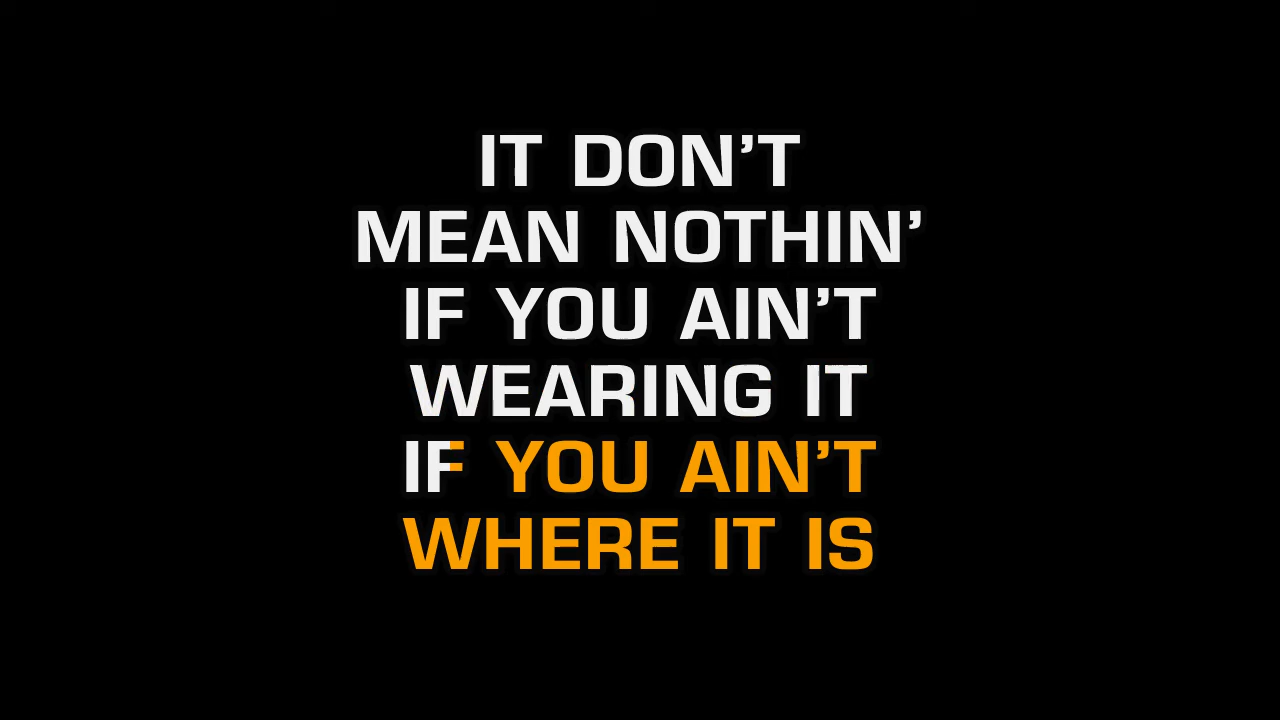 IT DON’T
MEAN NOTHIN’
IF YOU AIN’T
WEARING IT
IF YOU AIN’T
WHERE IT IS